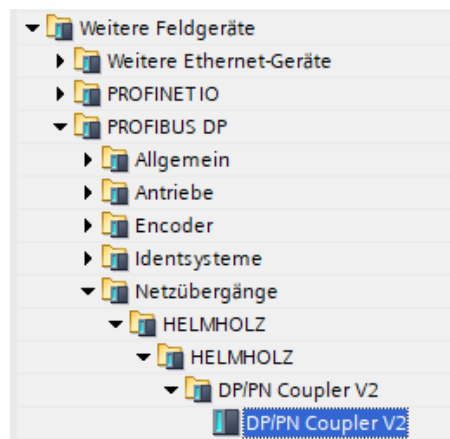 Weitere Feldgeräte
Weitere Ethernet-Geräte
PROFINET IO
PROFIBUS DP
Allgemein
Antriebe
Encoder
Identsysteme
Netzübergänge
HELMHOLZ
HELMHOLZ
DP/PN Coupler V2
DP/PN Coupler V2